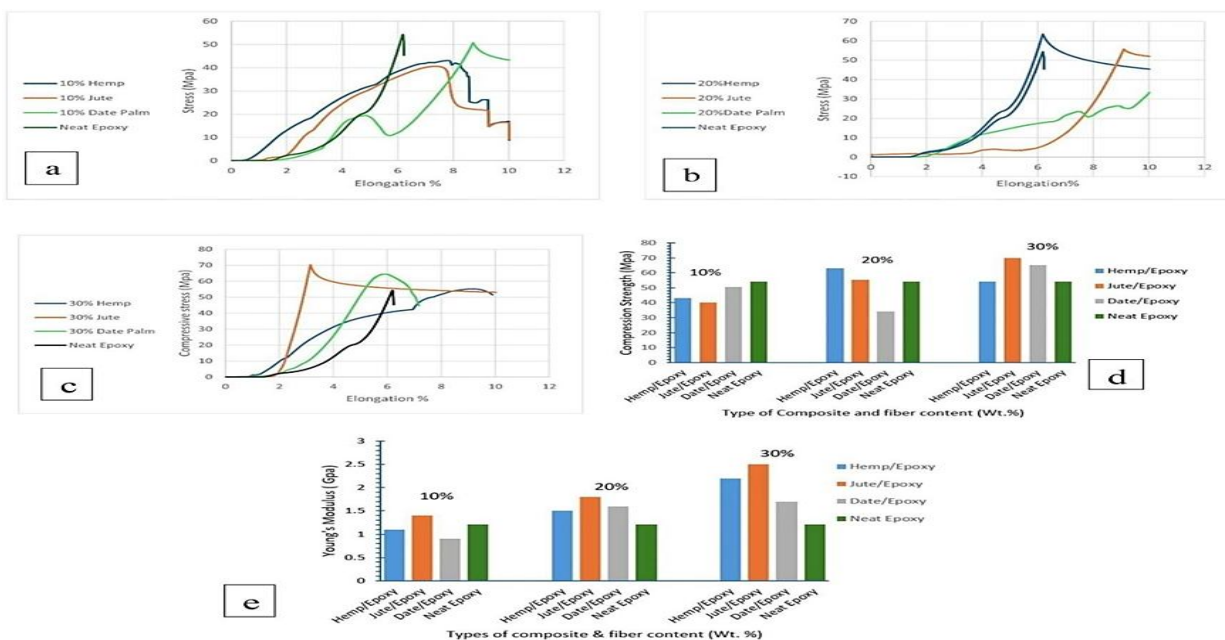 60
50
40
30
20
10
0
Stress (Mpa)
10% Hemp
10% Jute
10% Date Palm
Neat Epoxy
0 2 4 6 8 10 12
Elongation %
a
70
60
50
40
30
20
10
0
-10
Stress (Mpa)
20%Hemp
20% Jute
20%Date Palm
Neat Epoxy
0 2 4 6 8 10 12
Elongation%
b
80
70
60
50
40
30
20
10
0
Compressive stress (Mpa)
30% Hemp
30% Jute
30% Date Palm
Neat Epoxy
0 2 4 6 8 10 12
Elongation %
c
80
70
60
50
40
30
20
10
0
Compression Strength (Mpa)
10% 20% 30%
Hemp/Epoxy
Jute/Epoxy
Date/Epoxy
Neat Epoxy
Hemp/Epoxy Jute/Epoxy Date/Epoxy Neat Epoxy Hemp/Epoxy Jute/Epoxy Date/Epoxy Neat Epoxy Hemp/Epoxy Jute/Epoxy Date/Epoxy Neat Epoxy
Type of Composite and fiber content (Wt.%)
d
3
2.5
2
1.5
1
0.5
0
Young's Modulus ( Gpa)
10% 20% 30%
Hemp/Epoxy
Jute/Epoxy
Date/Epoxy
Neat Epoxy
Hemp/Epoxy Jute/Epoxy Date/Epoxy Neat Epoxy Hemp/Epoxy Jute/Epoxy Date/Epoxy Neat Epoxy Hemp/Epoxy Jute/Epoxy Date/Epoxy Neat Epoxy
Types of composite & fiber content (Wt. %)
e